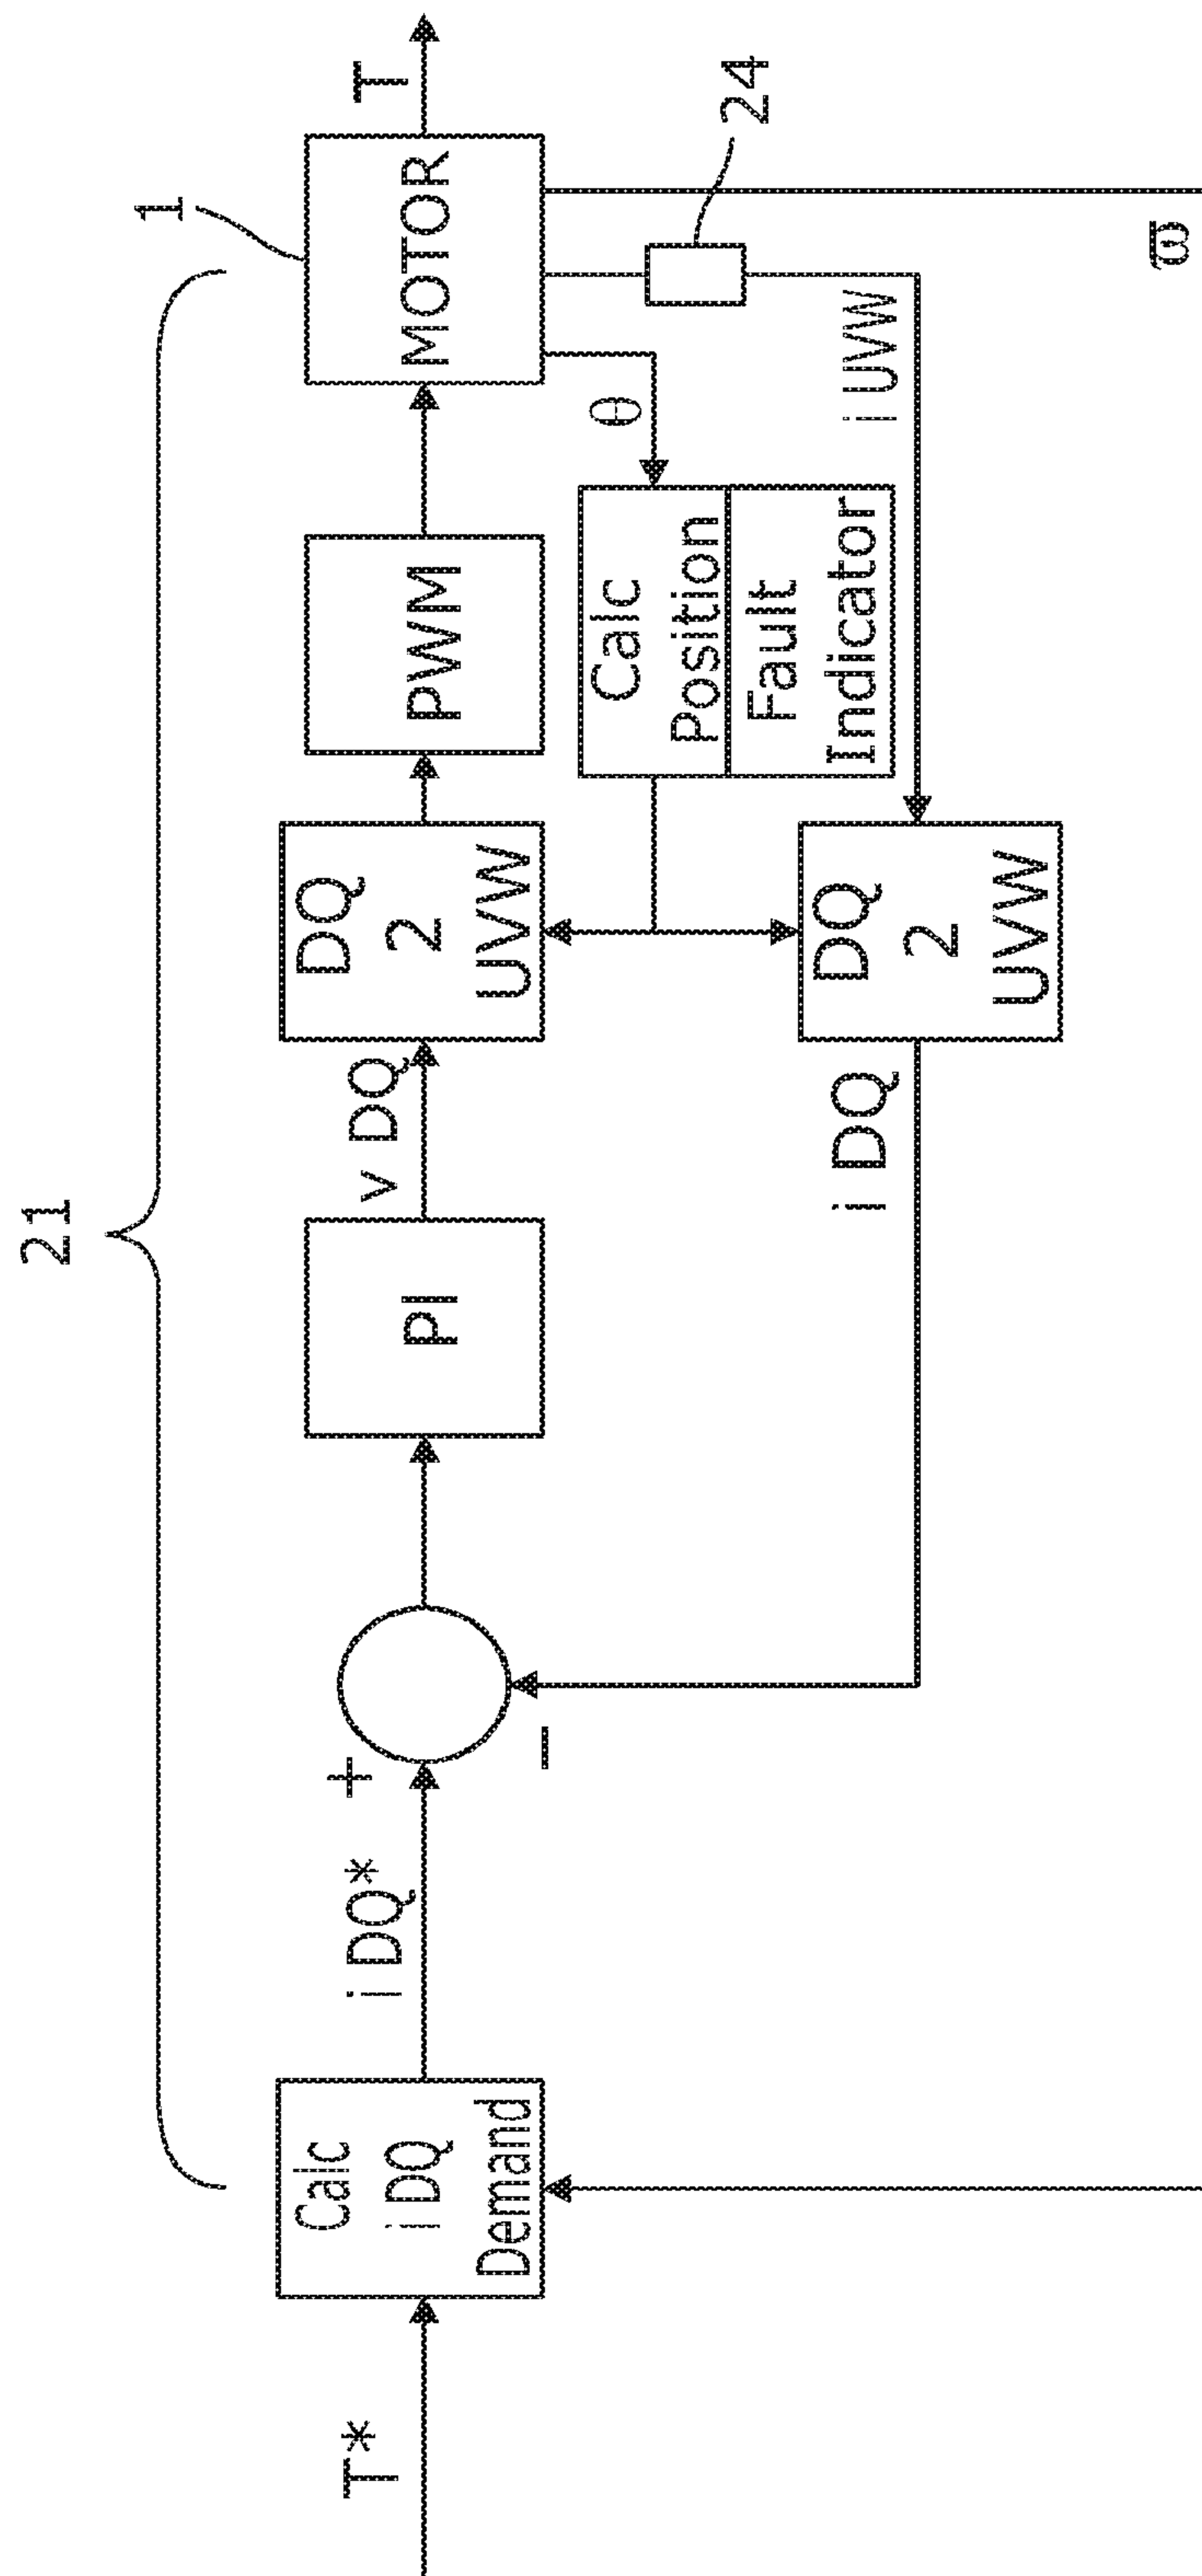 21
1
T*
Calc
i DQ
Demand
i DQ*
+
−
PI
v DQ
DQ
2
UVW
PWM
MOTOR
T
θ
24
Calc
Position
Fault
Indicator
i UVW
DQ
2
UVW
i DQ